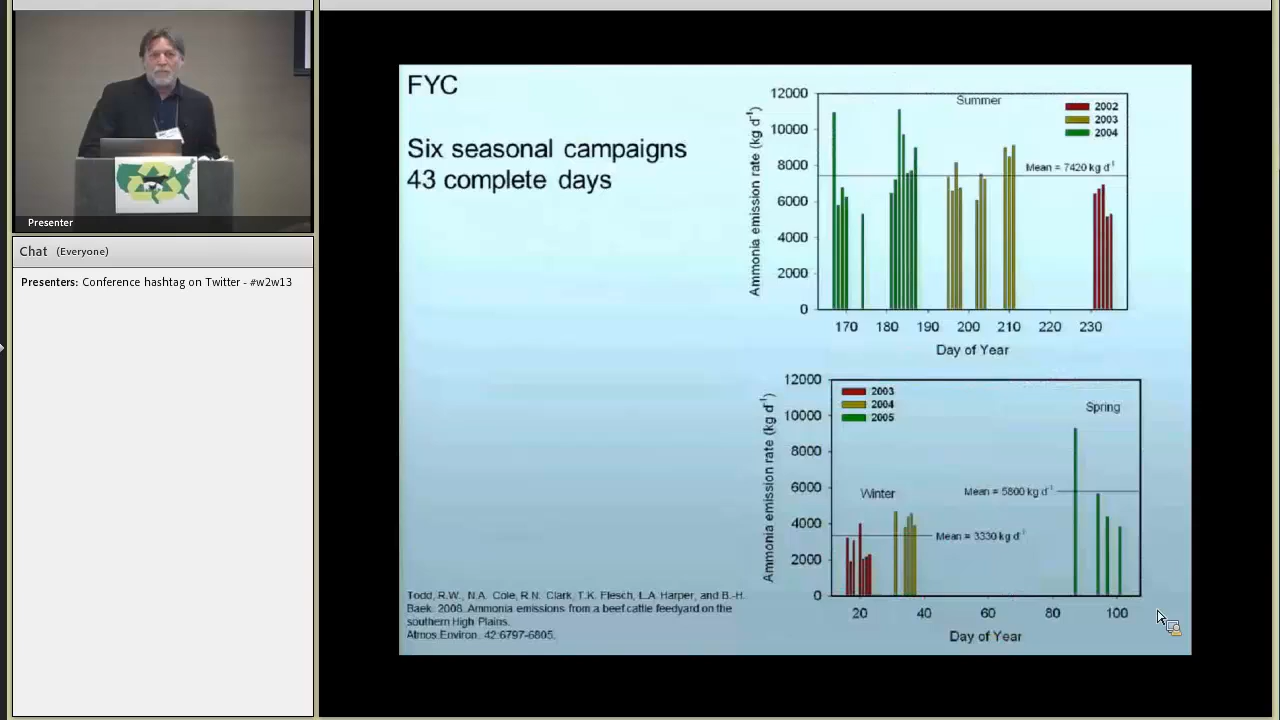 Presenter
Chat (Everyone)
Presenters: Conference hashtag on Twitter - #w2w13
FYC
Six seasonal campaigns
43 complete days
Todd, R.W., N.A. Cole, R.N. Clark, T.K. Flesch, L.A. Harper, and B.-H.
Baek. 2008. Ammonia emissions from a beef cattle feedyard on the
southern High Plains.
Atmos.Environ. 42:6797-6805.
Summer
2002
2003
2004
Mean = 7420 kg d⁻¹
Ammonia emission rate (kg d⁻¹)
12000
10000
8000
6000
4000
2000
0
170 180 190 200 210 220 230
Day of Year
2003
2004
2005
Spring
Winter
Mean = 5800 kg d⁻¹
Mean = 3330 kg d⁻¹
Ammonia emission rate (kg d⁻¹)
12000
10000
8000
6000
4000
2000
0
20 40 60 80 100
Day of Year